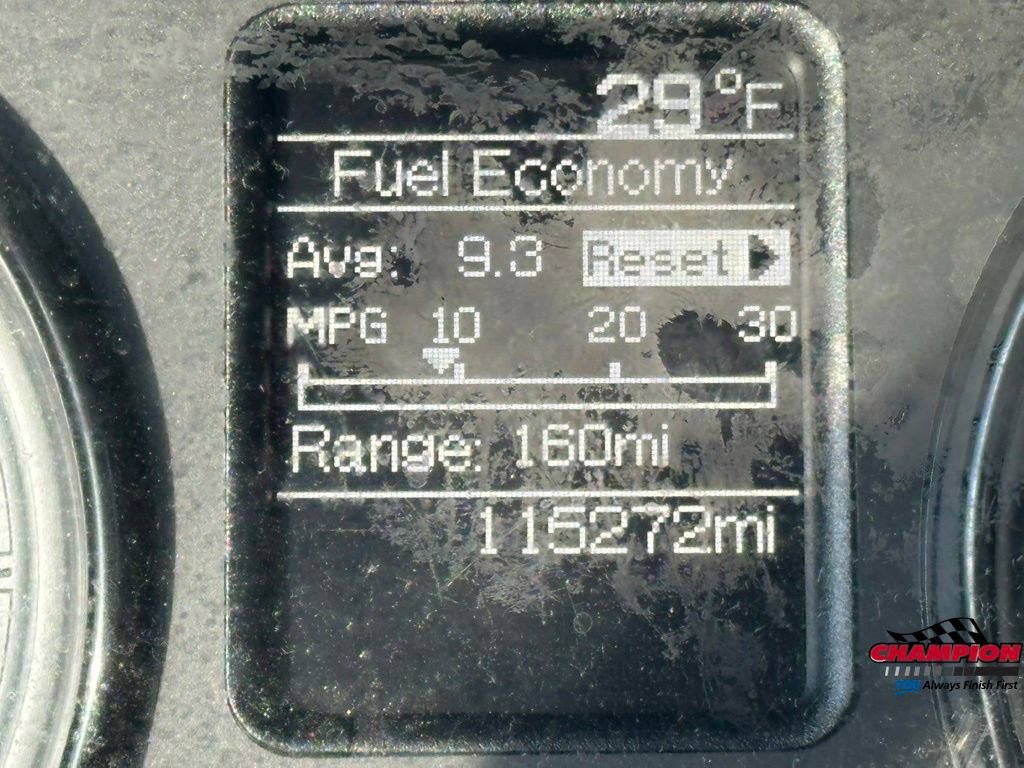 29°F
Fuel Economy
Avg: 9.3 Reset
MPG 10 20 30
Range: 160mi
115272mi
CHAMPION
Always Finish First